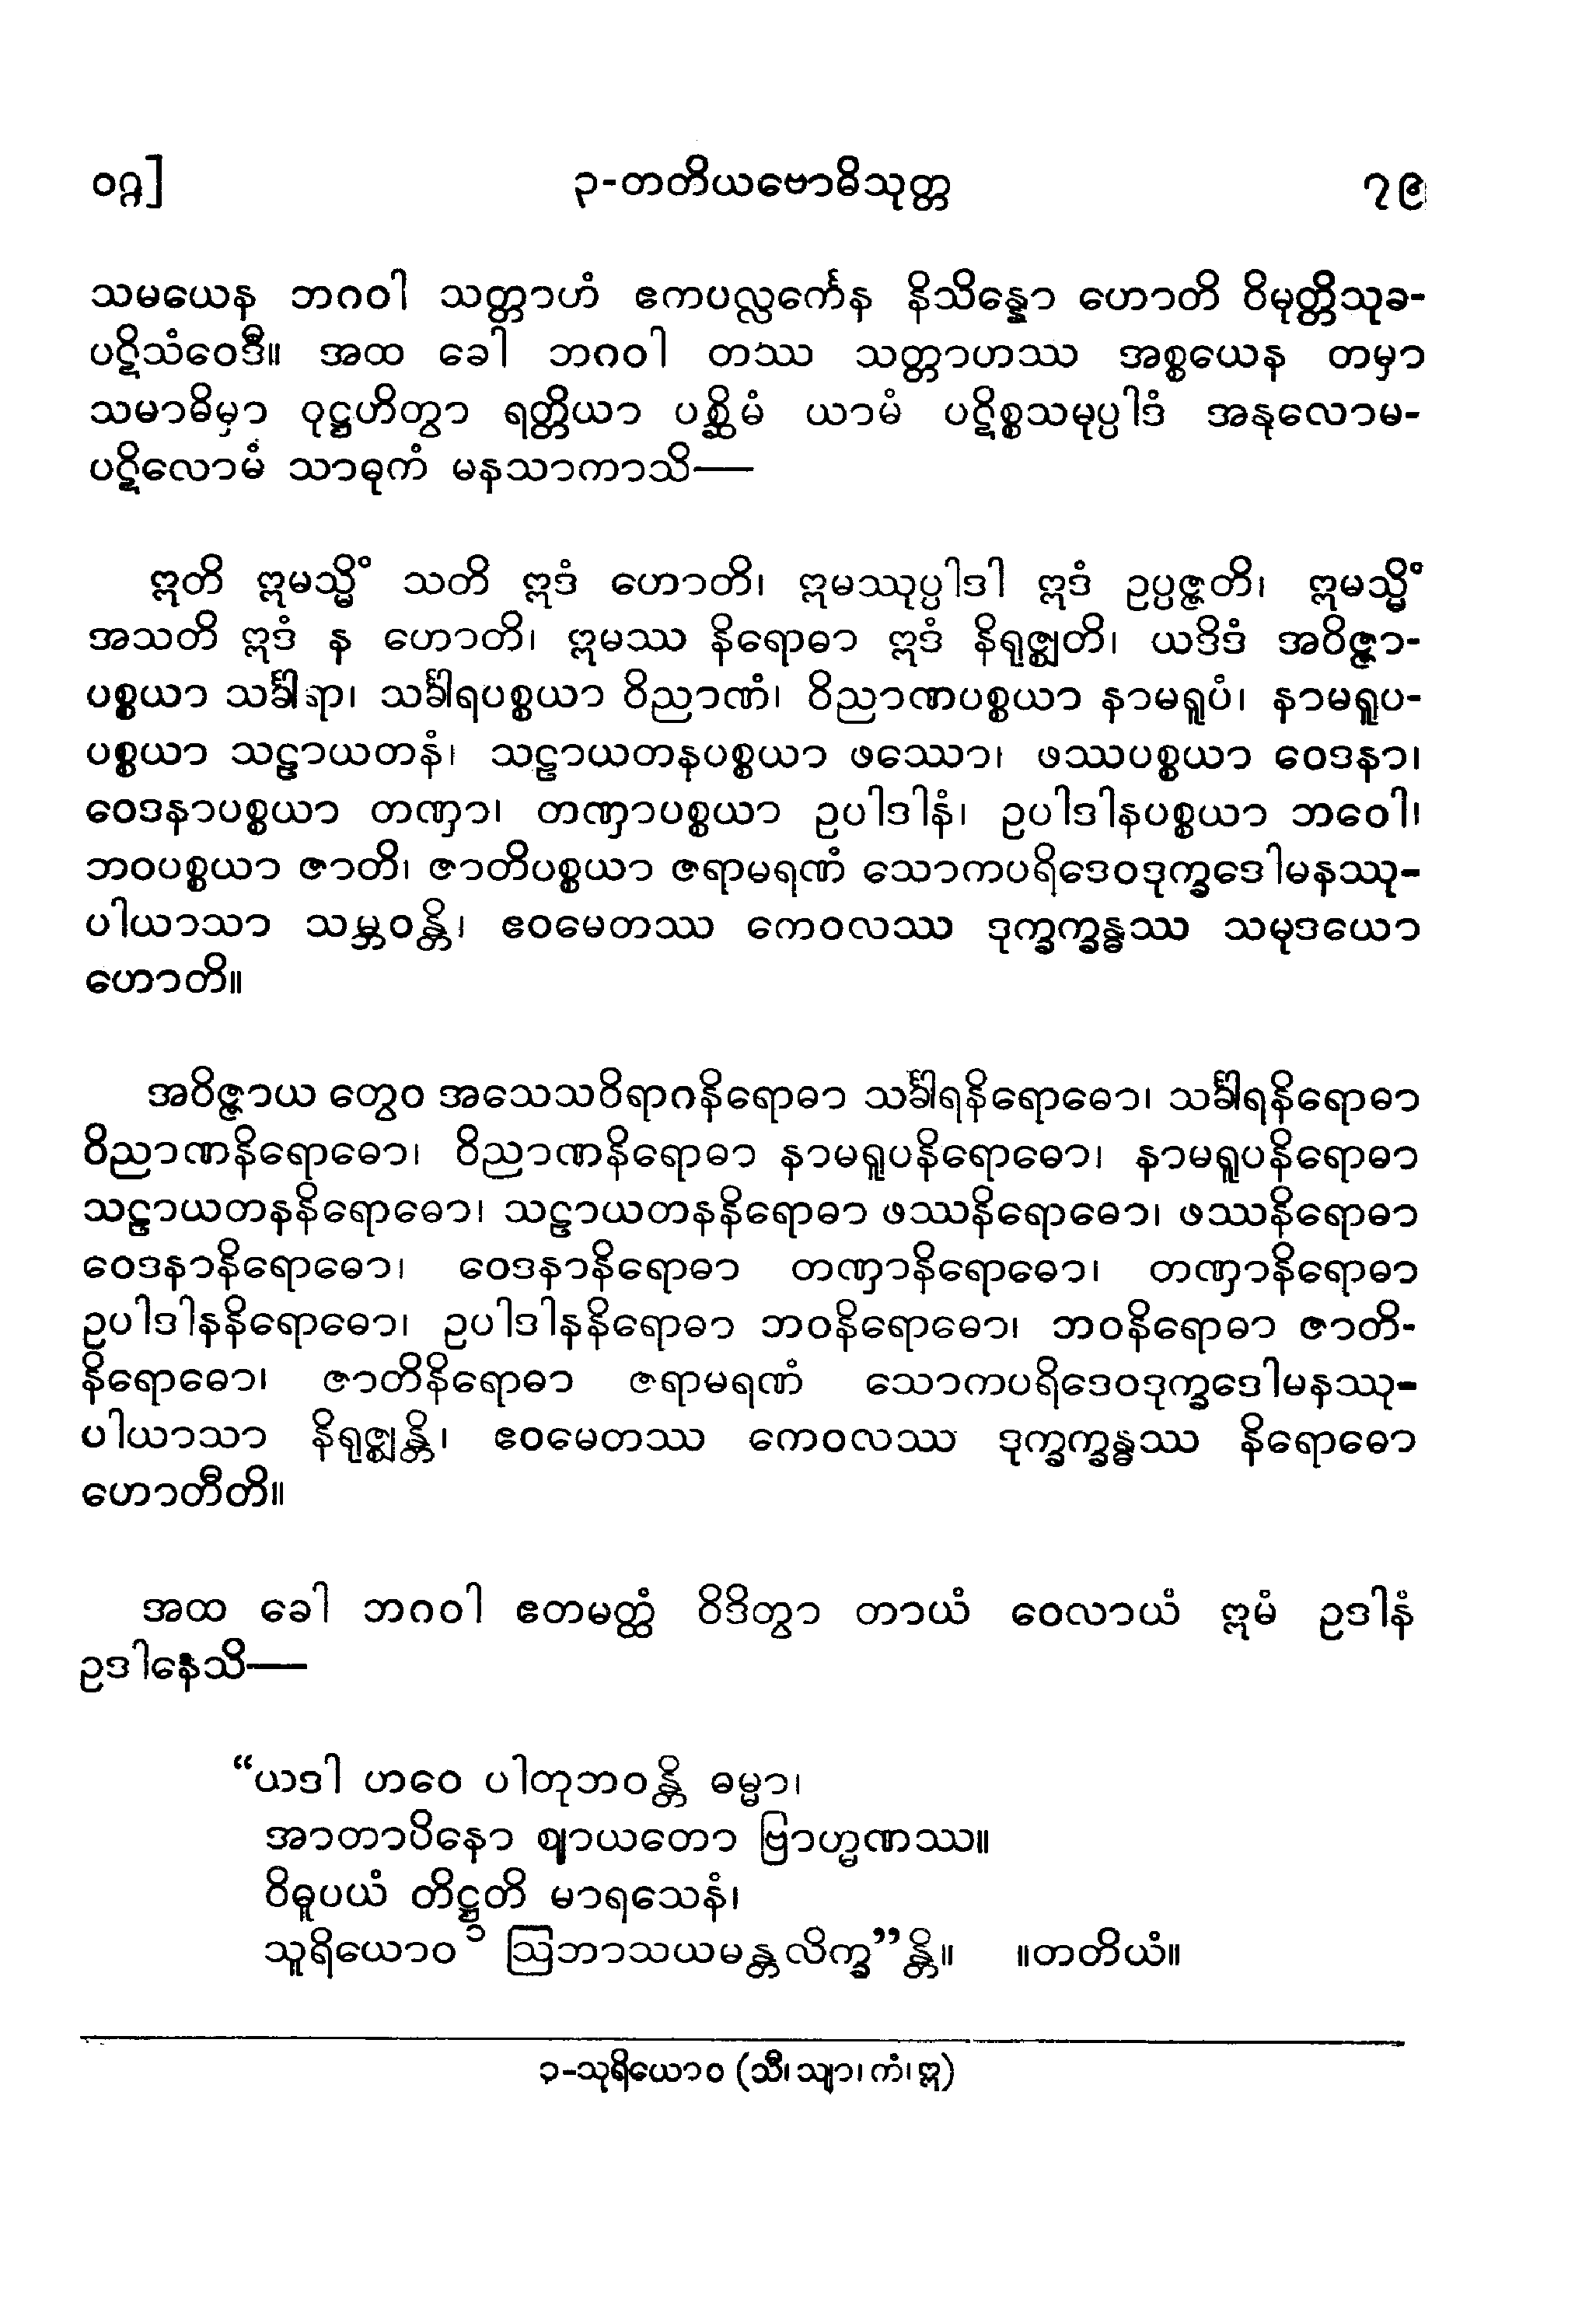 ဝဂ္ဂ] ၃-တတိယဗောဓိသုတ္တ ၇၉
သမယေန ဘဂဝါ သတ္တာဟံ ဧကပလ္လင်္ကေန နိသိန္နော ဟောတိ ဝိမုတ္တိသုခ-
ပဋိသံဝေဒီ။ အထ ခေါ ဘဂဝါ တဿ သတ္တာဟဿ အစ္စယေန တမှာ
သမာဓိမှာ ဝုဋ္ဌဟိတွာ ရတ္တိယာ ပစ္ဆိမံ ယာမံ ပဋိစ္စသမုပ္ပါဒံ အနုလောမ-
ပဋိလောမံ သာဓုကံ မနသာကာသိ—
ဣတိ ဣမသ္မိံ သတိ ဣဒံ ဟောတိ၊ ဣမဿုပ္ပါဒါ ဣဒံ ဥပ္ပဇ္ဇတိ၊ ဣမသ္မိံ
အသတိ ဣဒံ န ဟောတိ၊ ဣမဿ နိရောဓာ ဣဒံ နိရုဇ္ဈတိ၊ ယဒိဒံ အဝိဇ္ဇာ-
ပစ္စယာ သင်္ခါရာ၊ သင်္ခါရပစ္စယာ ဝိညာဏံ၊ ဝိညာဏပစ္စယာ နာမရူပံ၊ နာမရူပ-
ပစ္စယာ သဠာယတနံ၊ သဠာယတနပစ္စယာ ဖဿော၊ ဖဿပစ္စယာ ဝေဒနာ၊
ဝေဒနာပစ္စယာ တဏှာ၊ တဏှာပစ္စယာ ဥပါဒါနံ၊ ဥပါဒါနပစ္စယာ ဘဝေါ၊
ဘဝပစ္စယာ ဇာတိ၊ ဇာတိပစ္စယာ ဇရာမရဏံ သောကပရိဒေဝဒုက္ခဒေါမနဿု-
ပါယာသာ သမ္ဘဝန္တိ၊ ဧဝမေတဿ ကေဝလဿ ဒုက္ခက္ခန္ဓဿ သမုဒယော
ဟောတိ။
အဝိဇ္ဇာယ တွေဝ အသေသဝိရာဂနိရောဓာ သင်္ခါရနိရောဓော၊ သင်္ခါရနိရောဓာ
ဝိညာဏနိရောဓော၊ ဝိညာဏနိရောဓာ နာမရူပနိရောဓော၊ နာမရူပနိရောဓာ
သဠာယတနနိရောဓော၊ သဠာယတနနိရောဓာ ဖဿနိရောဓော၊ ဖဿနိရောဓာ
ဝေဒနာနိရောဓော၊ ဝေဒနာနိရောဓာ တဏှာနိရောဓော၊ တဏှာနိရောဓာ
ဥပါဒါနနိရောဓော၊ ဥပါဒါနနိရောဓာ ဘဝနိရောဓော၊ ဘဝနိရောဓာ ဇာတိ-
နိရောဓော၊ ဇာတိနိရောဓာ ဇရာမရဏံ သောကပရိဒေဝဒုက္ခဒေါမနဿု-
ပါယာသာ နိရုဇ္ဈန္တိ၊ ဧဝမေတဿ ကေဝလဿ ဒုက္ခက္ခန္ဓဿ နိရောဓော
ဟောတီတိ။
အထ ခေါ ဘဂဝါ ဧတမတ္ထံ ဝိဒိတွာ တာယံ ဝေလာယံ ဣမံ ဥဒါနံ
ဥဒါနေသိ—
“ယဒါ ဟဝေ ပါတုဘဝန္တိ ဓမ္မာ၊
အာတာပိနော ဈာယတော ဗြာဟ္မဏဿ။
ဝိဓူပယံ တိဋ္ဌတိ မာရသေနံ၊
သူရိယောဝ ၁ ဩဘာသယမန္တလိက္ခ”န္တိ။ ။တတိယံ။
၁-သုရိယောဝ (သီ၊ သျာ၊ ကံ၊ ဣ)